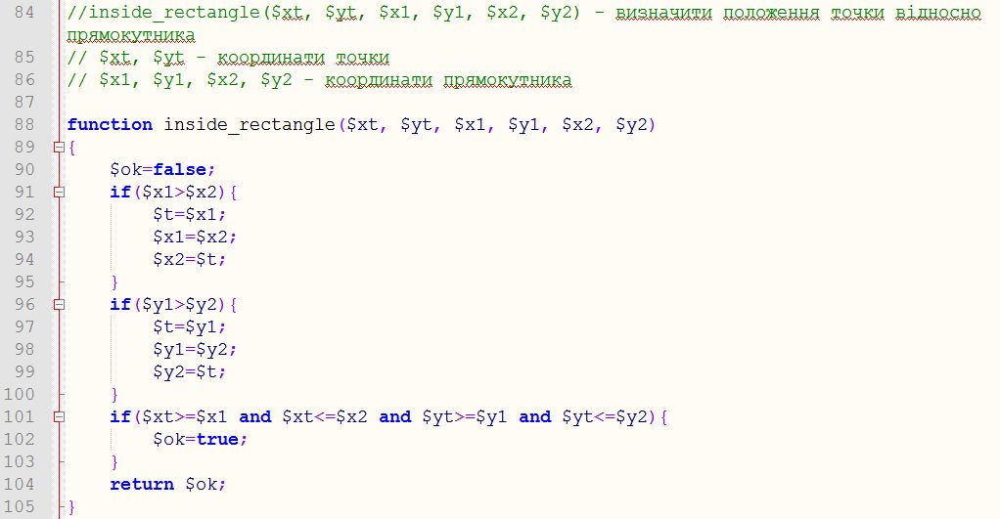 84 //inside_rectangle($xt, $yt, $x1, $y1, $x2, $y2) - визначити положення точки відносно
прямокутника
85 // $xt, $yt - координати точки
86 // $x1, $y1, $x2, $y2 - координати прямокутника
87
88 function inside_rectangle($xt, $yt, $x1, $y1, $x2, $y2)
89 {
90 $ok=false;
91 if($x1>$x2){
92 $t=$x1;
93 $x1=$x2;
94 $x2=$t;
95 }
96 if($y1>$y2){
97 $t=$y1;
98 $y1=$y2;
99 $y2=$t;
100 }
101 if($xt>=$x1 and $xt<=$x2 and $yt>=$y1 and $yt<=$y2){
102 $ok=true;
103 }
104 return $ok;
105 }